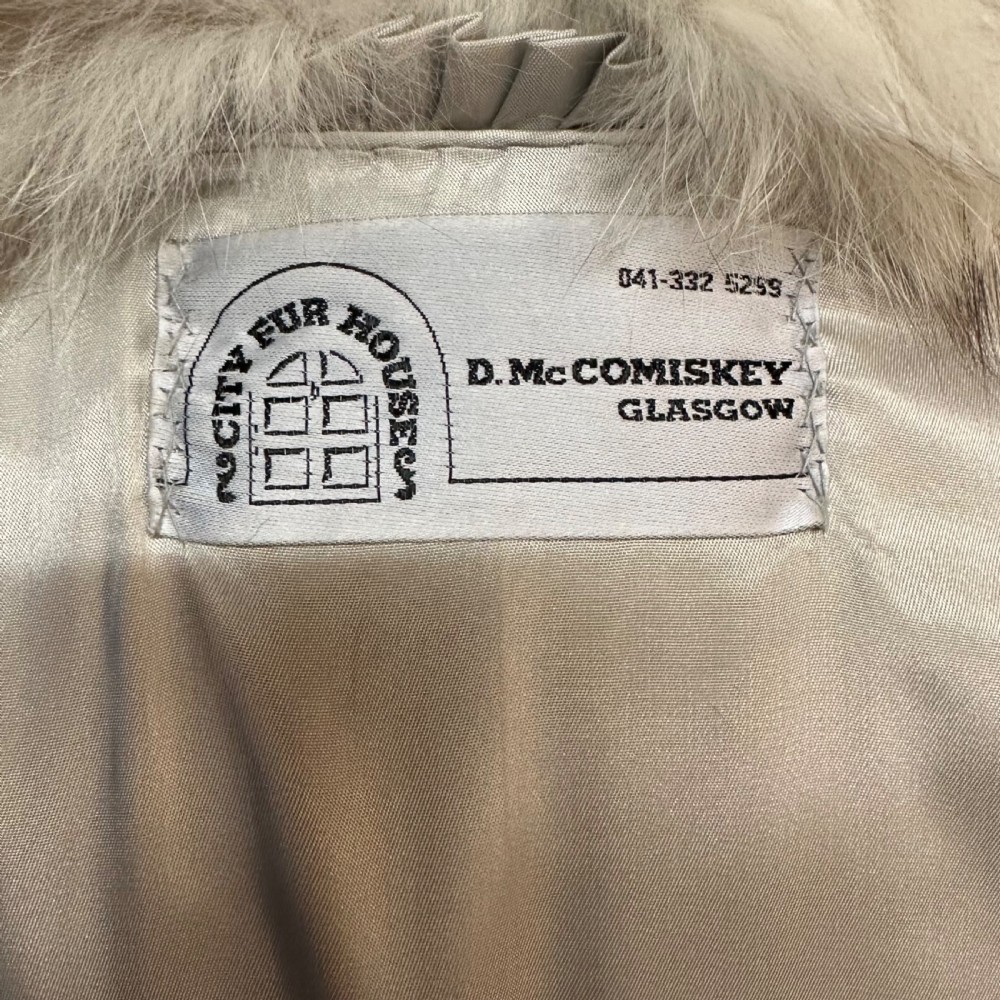 CITY FUR HOUSE
041-332 5299
D. McCOMISKEY
GLASGOW